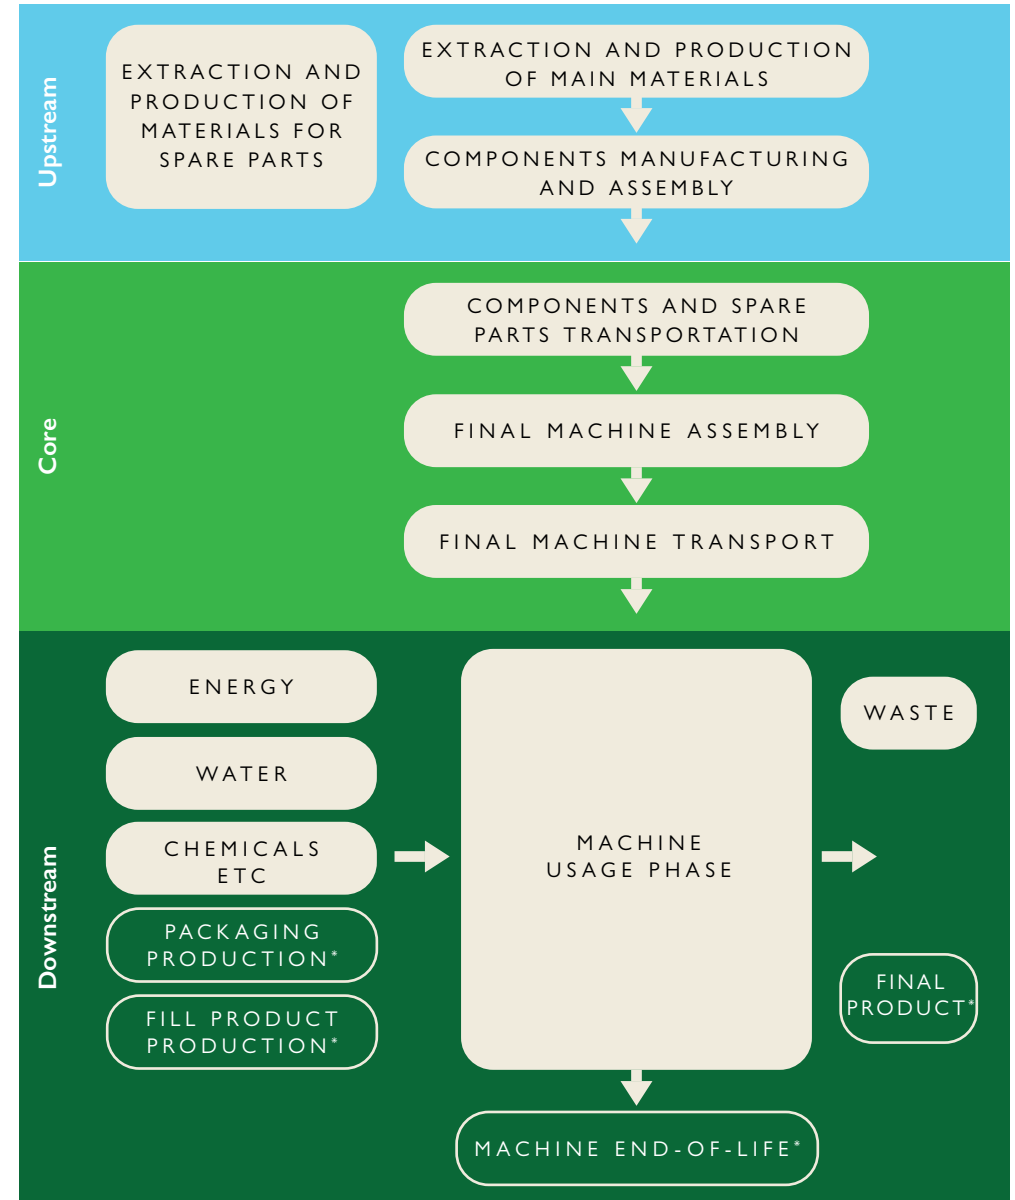 Upstream
EXTRACTION AND
PRODUCTION OF
MATERIALS FOR
SPARE PARTS
EXTRACTION AND PRODUCTION
OF MAIN MATERIALS
COMPONENTS MANUFACTURING
AND ASSEMBLY
Core
COMPONENTS AND SPARE
PARTS TRANSPORTATION
FINAL MACHINE ASSEMBLY
FINAL MACHINE TRANSPORT
Downstream
ENERGY
WATER
CHEMICALS
ETC
PACKAGING
PRODUCTION*
FILL PRODUCT
PRODUCTION*
MACHINE
USAGE PHASE
WASTE
FINAL
PRODUCT*
MACHINE END-OF-LIFE*